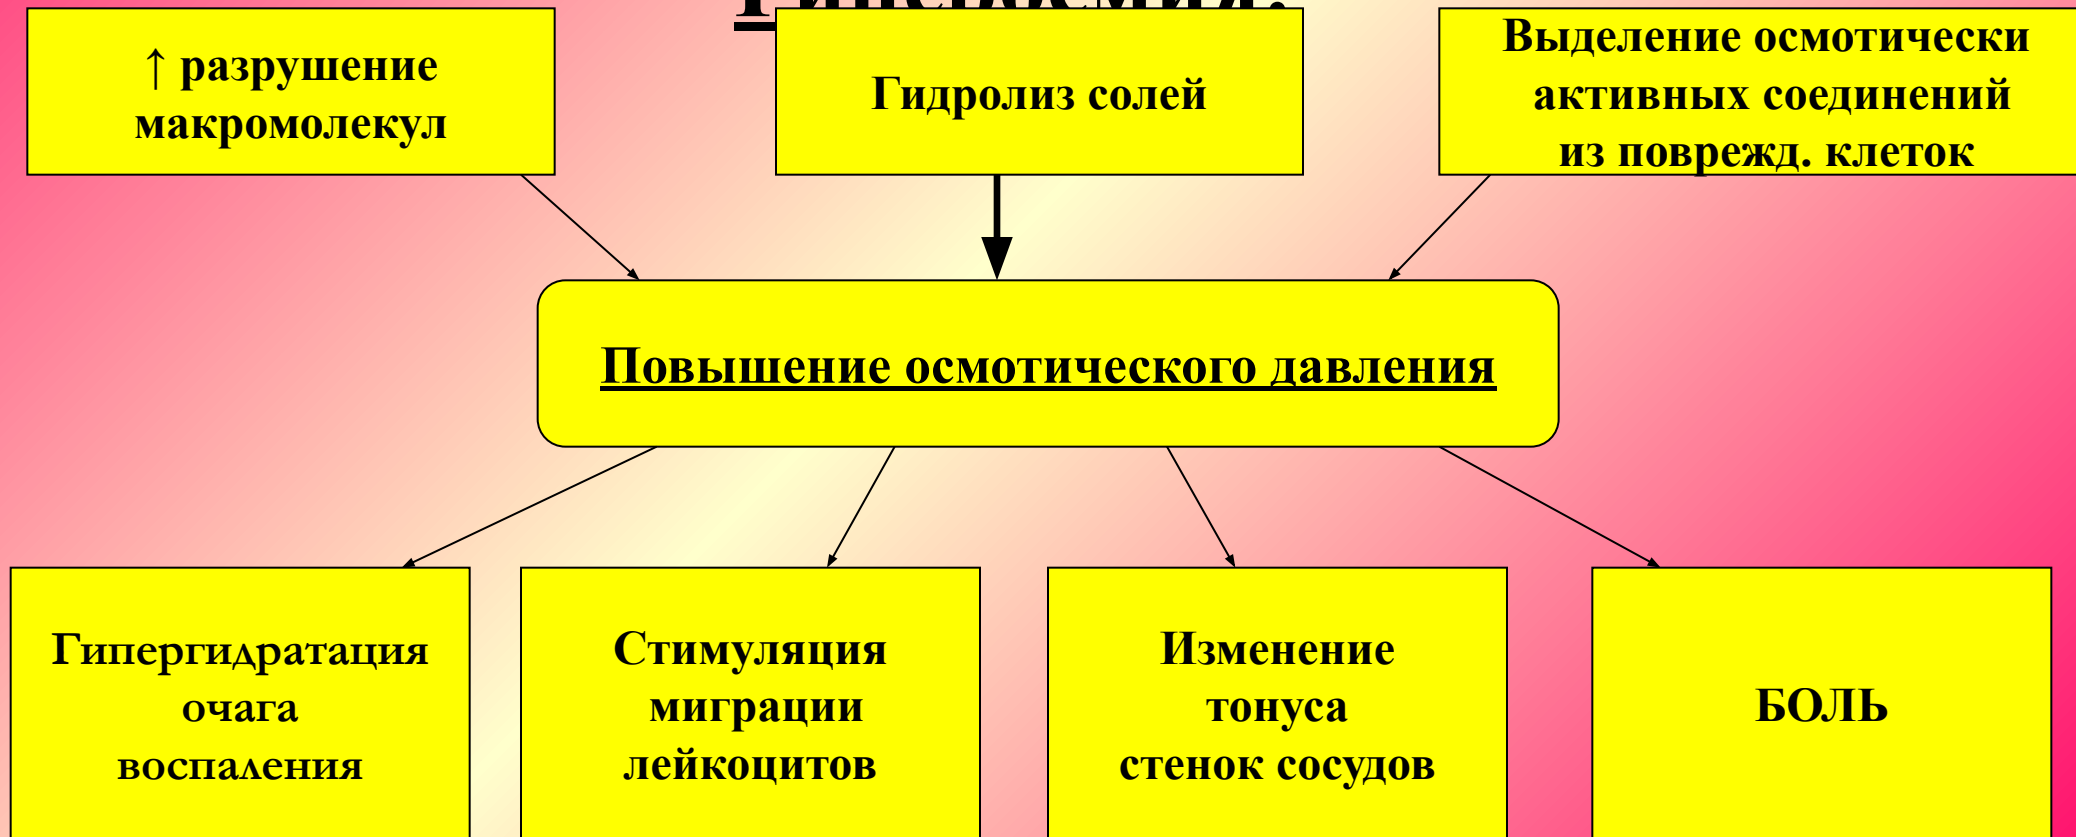 ↑ разрушение
макромолекул
Гидролиз солей
Выделение осмотически
активных соединений
из поврежд. клеток
Повышение осмотического давления
Гипергидратация
очага
воспаления
Стимуляция
миграции
лейкоцитов
Изменение
тонуса
стенок сосудов
БОЛЬ